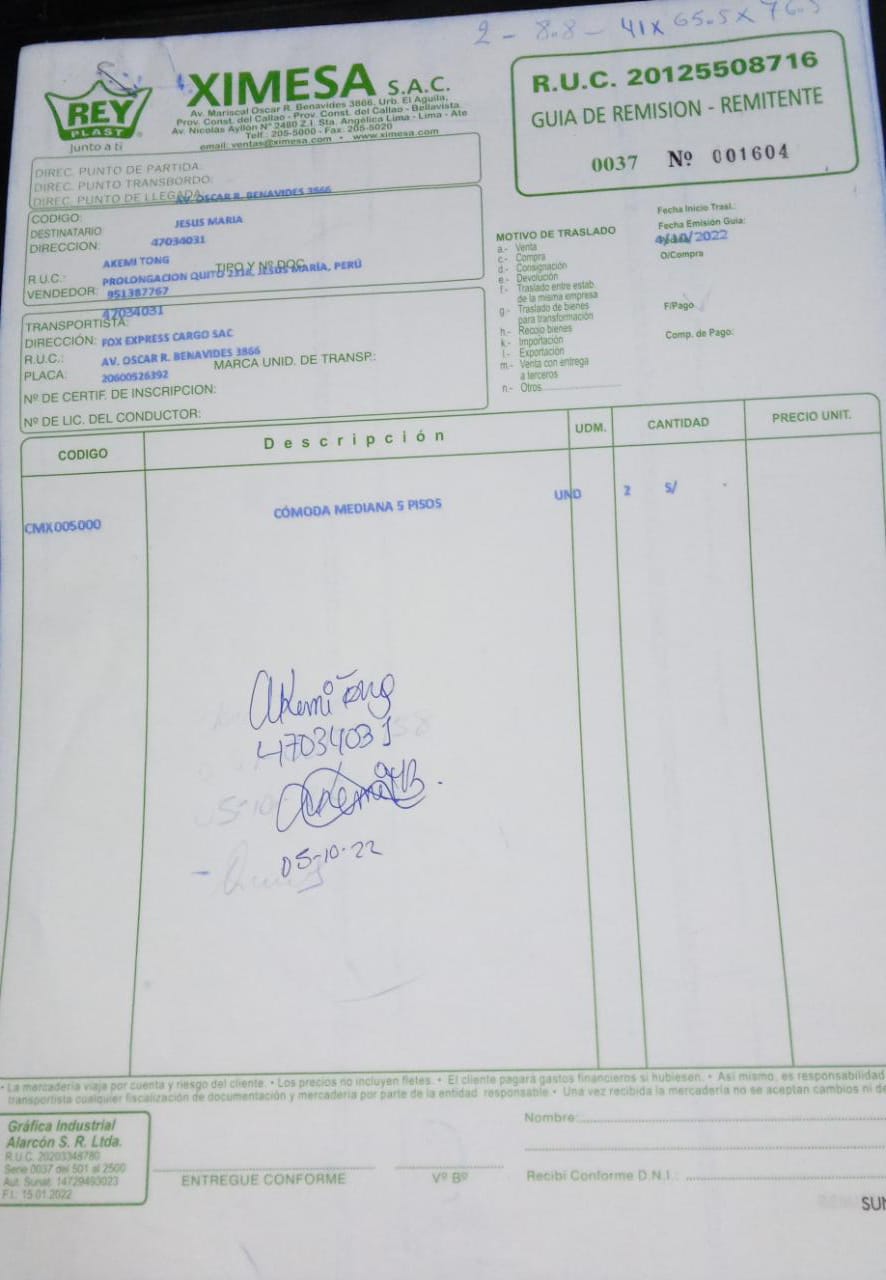 2 - 8.8 - 41 x 65.5 x 76.5
REY
PLAST
Junto a ti
XIMESA S.A.C.
Av. Mariscal Oscar R. Benavides 3866, Urb. El Aguila,
Prov. Const. del Callao - Prov. Const. del Callao - Bellavista
Av. Nicolás Ayllón Nº 2480 Z.I. Sta. Angélica Lima - Lima - Ate
Telf.: 205-5000 - Fax: 205-5020
email: ventas@ximesa.com • www.ximesa.com
R.U.C. 20125508716
GUIA DE REMISION - REMITENTE
0037 Nº 001604
DIREC. PUNTO DE PARTIDA:
DIREC. PUNTO TRANSBORDO:
DIREC. PUNTO DE LLEGADA
AV. OSCAR R. BENAVIDES 3866
CODIGO:
JESUS MARIA
DESTINATARIO
47034031
DIRECCION:
AKEMI TONG
TIPO Y Nº DOC.
R.U.C.:
PROLONGACION QUITO JESUS MARÍA, PERÚ
VENDEDOR: 951387767
47034031
TRANSPORTISTA:
DIRECCIÓN: FOX EXPRESS CARGO SAC
R.U.C.: AV. OSCAR R. BENAVIDES 3866
PLACA: 20600526392
MARCA UNID. DE TRANSP.:
Nº DE CERTIF. DE INSCRIPCION:
Nº DE LIC. DEL CONDUCTOR:
MOTIVO DE TRASLADO
a.- Venta
c.- Compra
d.- Consignación
e.- Devolución
f.- Traslado entre estab.
de la misma empresa
g.- Traslado de bienes
para transformación
h.- Recojo bienes
k.- Importación
l.- Exportación
m.- Venta con entrega
a terceros
n.- Otros
Fecha Inicio Trasl.:
Fecha Emisión Guia:
4/10/2022
O/Compra
F/Pago
Comp. de Pago:
CODIGO Descripción UDM. CANTIDAD PRECIO UNIT.
CMX005000 CÓMODA MEDIANA 5 PISOS UND 2 S/ -
Akemi Tong
47034031
05-10-22
• La mercadería viaja por cuenta y riesgo del cliente. • Los precios no incluyen fletes. • El cliente pagará gastos financieros si hubiesen. • Asi mismo, es responsabilidad
transportista cualquier fiscalización de documentación y mercadería por parte de la entidad responsable • Una vez recibida la mercadería no se aceptan cambios ni de
Gráfica Industrial
Alarcón S. R. Ltda.
R.U.C. 20203348780
Serie 0037 del 501 al 2500
Aut. Sunat: 14729493023
F.I.: 15.01.2022
ENTREGUE CONFORME
Vº Bº
Nombre:
Recibí Conforme D.N.I.:
SUN